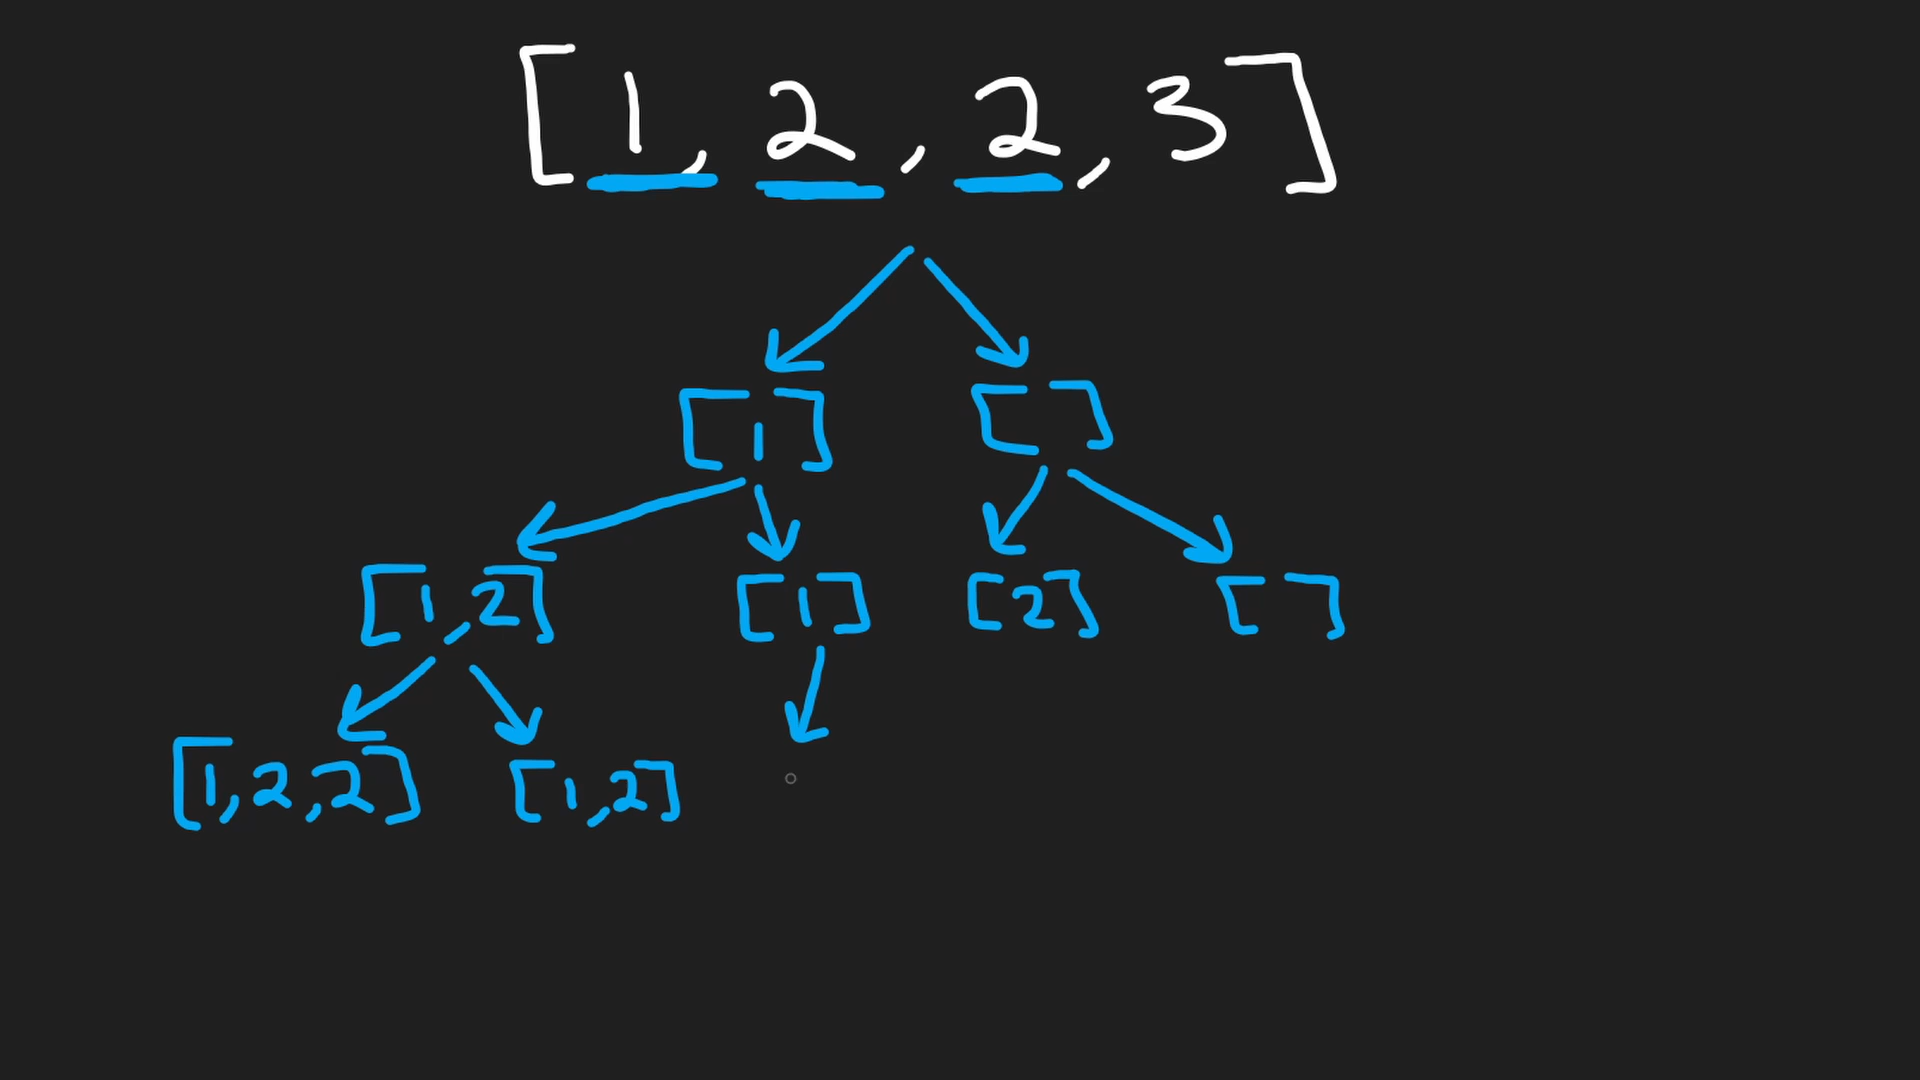 [1, 2, 2, 3]
[1] []
[1,2] [1] [2] []
[1,2,2] [1,2]